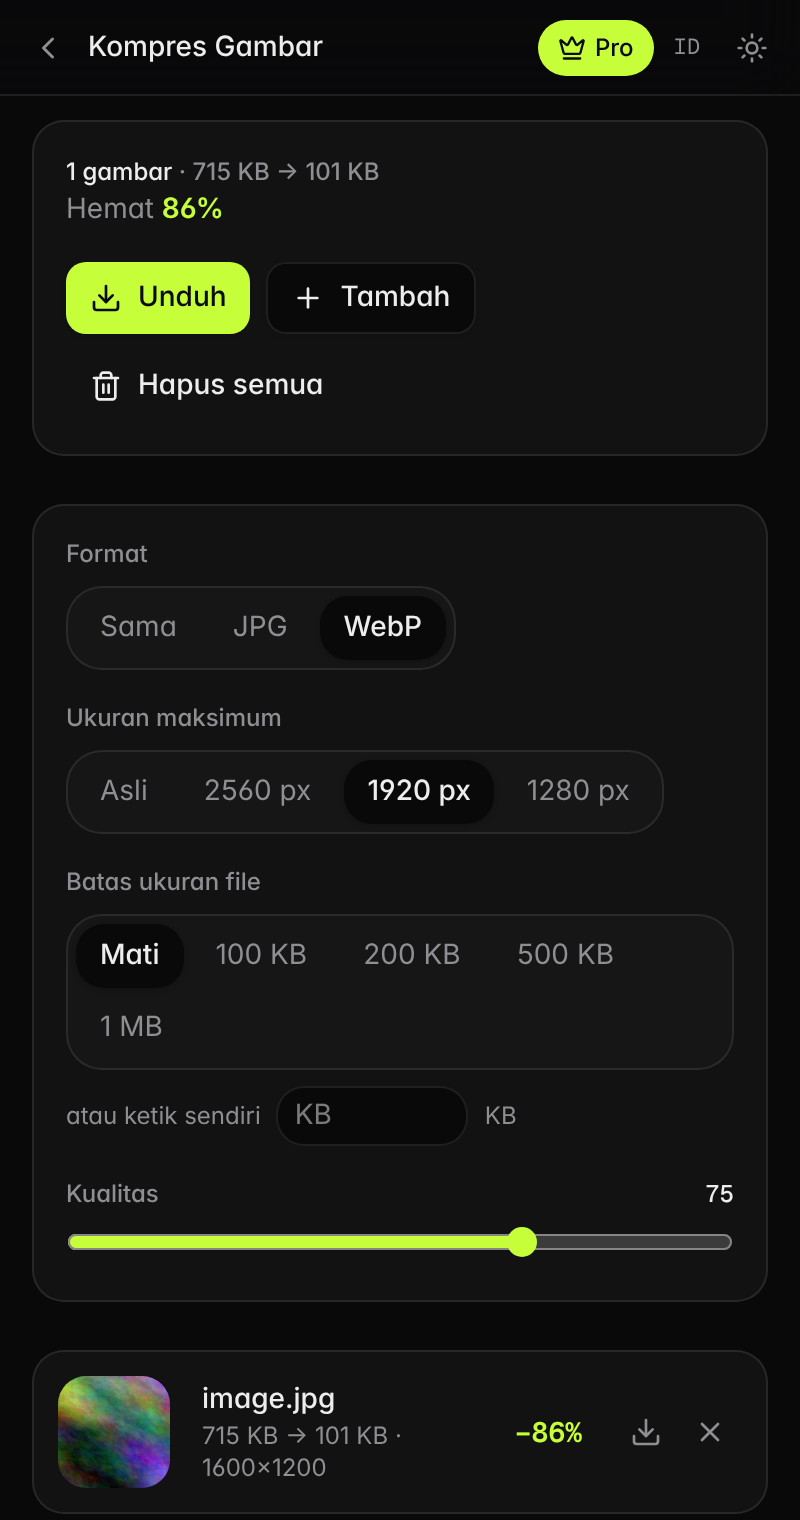 Kompres Gambar
Pro
ID
1 gambar · 715 KB → 101 KB
Hemat 86%
Unduh
Tambah
Hapus semua
Format
Sama JPG WebP
Ukuran maksimum
Asli 2560 px 1920 px 1280 px
Batas ukuran file
Mati 100 KB 200 KB 500 KB
1 MB
atau ketik sendiri KB KB
Kualitas 75
image.jpg
715 KB → 101 KB ·
1600×1200
−86%